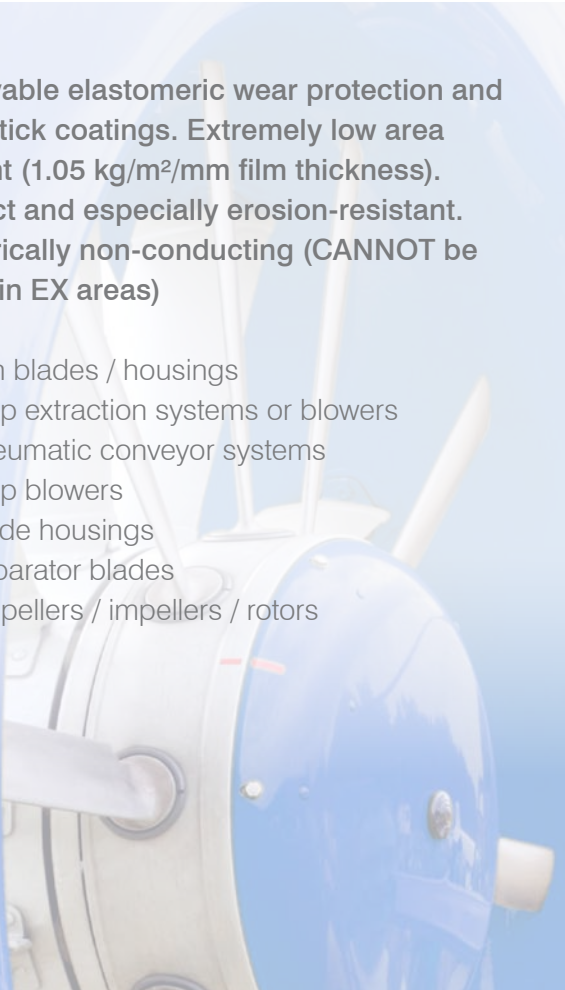 vable elastomeric wear protection and
tick coatings. Extremely low area
nt (1.05 kg/m²/mm film thickness).
ct and especially erosion-resistant.
rically non-conducting (CANNOT be
in EX areas)
n blades / housings
p extraction systems or blowers
eumatic conveyor systems
p blowers
de housings
parator blades
pellers / impellers / rotors